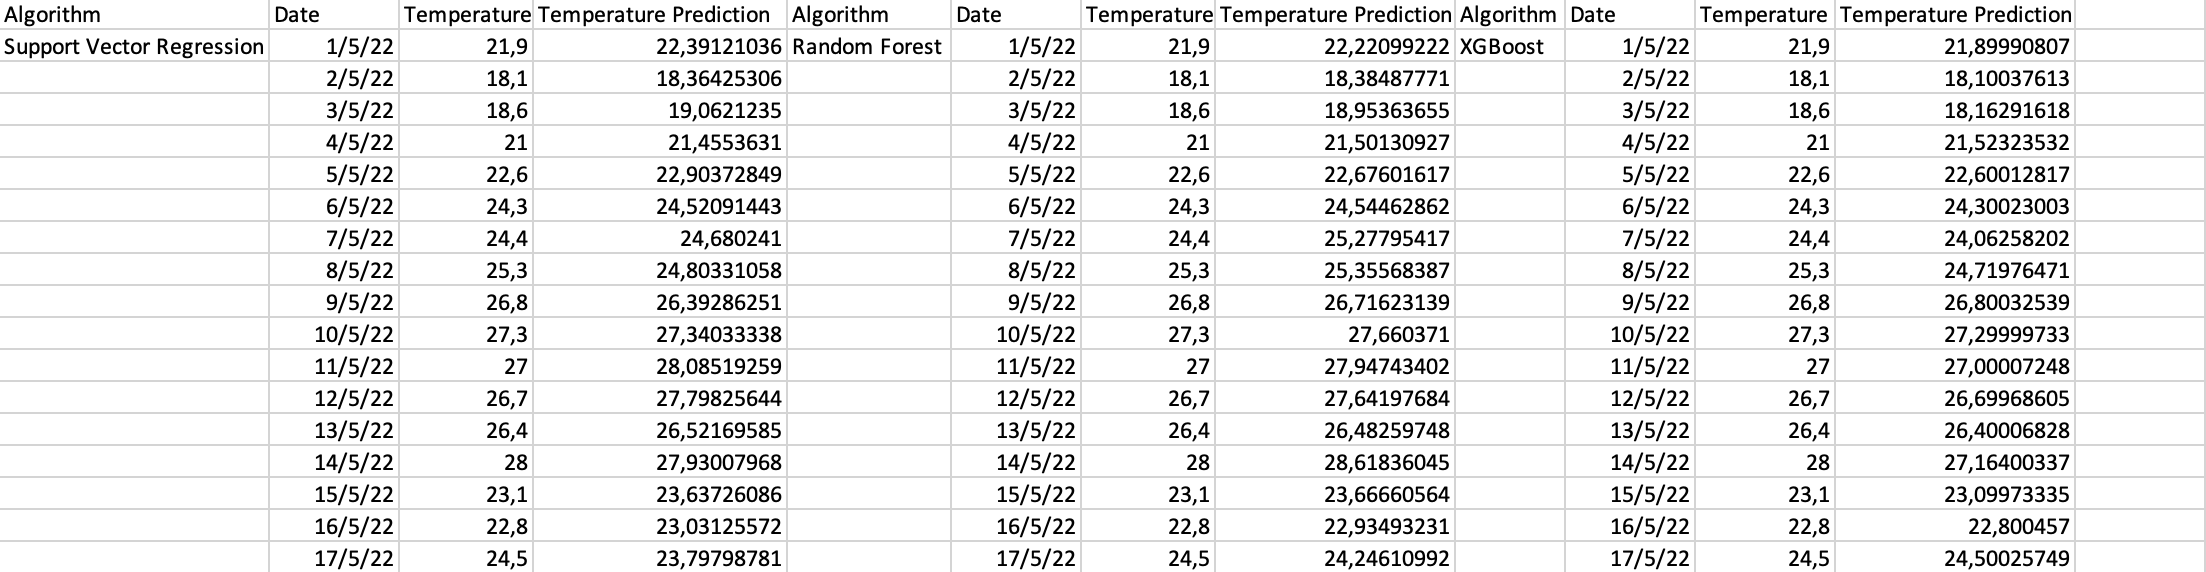 Algorithm Date Temperature Temperature Prediction Algorithm Date Temperature Temperature Prediction Algorithm Date Temperature Temperature Prediction
Support Vector Regression 1/5/22 21,9 22,39121036 Random Forest 1/5/22 21,9 22,22099222 XGBoost 1/5/22 21,9 21,89990807
2/5/22 18,1 18,36425306 2/5/22 18,1 18,38487771 2/5/22 18,1 18,10037613
3/5/22 18,6 19,0621235 3/5/22 18,6 18,95363655 3/5/22 18,6 18,16291618
4/5/22 21 21,4553631 4/5/22 21 21,50130927 4/5/22 21 21,52323532
5/5/22 22,6 22,90372849 5/5/22 22,6 22,67601617 5/5/22 22,6 22,60012817
6/5/22 24,3 24,52091443 6/5/22 24,3 24,54462862 6/5/22 24,3 24,30023003
7/5/22 24,4 24,680241 7/5/22 24,4 25,27795417 7/5/22 24,4 24,06258202
8/5/22 25,3 24,80331058 8/5/22 25,3 25,35568387 8/5/22 25,3 24,71976471
9/5/22 26,8 26,39286251 9/5/22 26,8 26,71623139 9/5/22 26,8 26,80032539
10/5/22 27,3 27,34033338 10/5/22 27,3 27,660371 10/5/22 27,3 27,29999733
11/5/22 27 28,08519259 11/5/22 27 27,94743402 11/5/22 27 27,00007248
12/5/22 26,7 27,79825644 12/5/22 26,7 27,64197684 12/5/22 26,7 26,69968605
13/5/22 26,4 26,52169585 13/5/22 26,4 26,48259748 13/5/22 26,4 26,40006828
14/5/22 28 27,93007968 14/5/22 28 28,61836045 14/5/22 28 27,16400337
15/5/22 23,1 23,63726086 15/5/22 23,1 23,66660564 15/5/22 23,1 23,09973335
16/5/22 22,8 23,03125572 16/5/22 22,8 22,93493231 16/5/22 22,8 22,800457
17/5/22 24,5 23,79798781 17/5/22 24,5 24,24610992 17/5/22 24,5 24,50025749